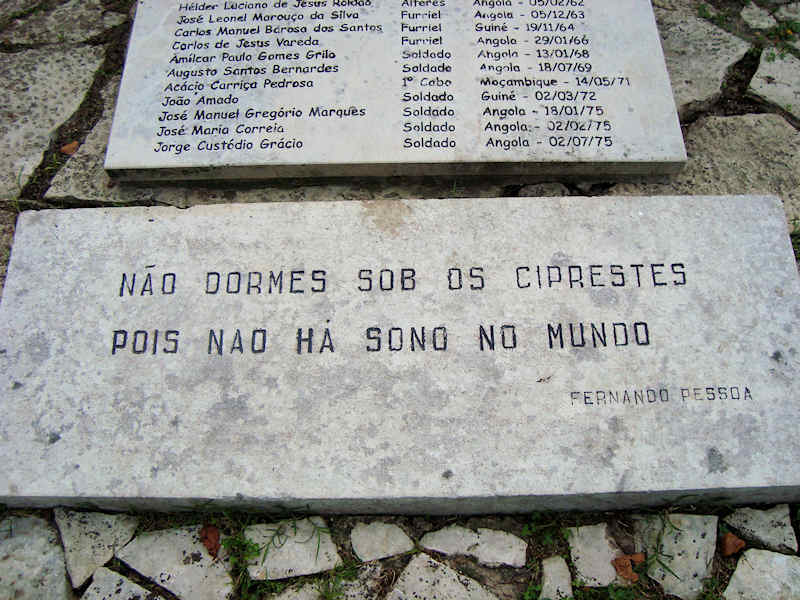 Hélder Luciano de Jesus Roldão Alferes Angola - 05/02/62
José Leonel Marouço da Silva Furriel Angola - 05/12/63
Carlos Manuel Barosa dos Santos Furriel Guiné - 19/11/64
Carlos de Jesus Vareda Furriel Angola - 29/01/66
Amílcar Paulo Gomes Grilo Soldado Angola - 13/01/68
Augusto Santos Bernardes Soldado Angola - 18/07/69
Acácio Carriça Pedrosa 1º Cabo Moçambique - 14/05/71
João Amado Soldado Guiné - 02/03/72
José Manuel Gregório Marques Soldado Angola - 18/01/75
José Maria Correia Soldado Angola - 02/02/75
Jorge Custódio Grácio Soldado Angola - 02/07/75
NÃO DORMES SOB OS CIPRESTES
POIS NAO HÁ SONO NO MUNDO
FERNANDO PESSOA